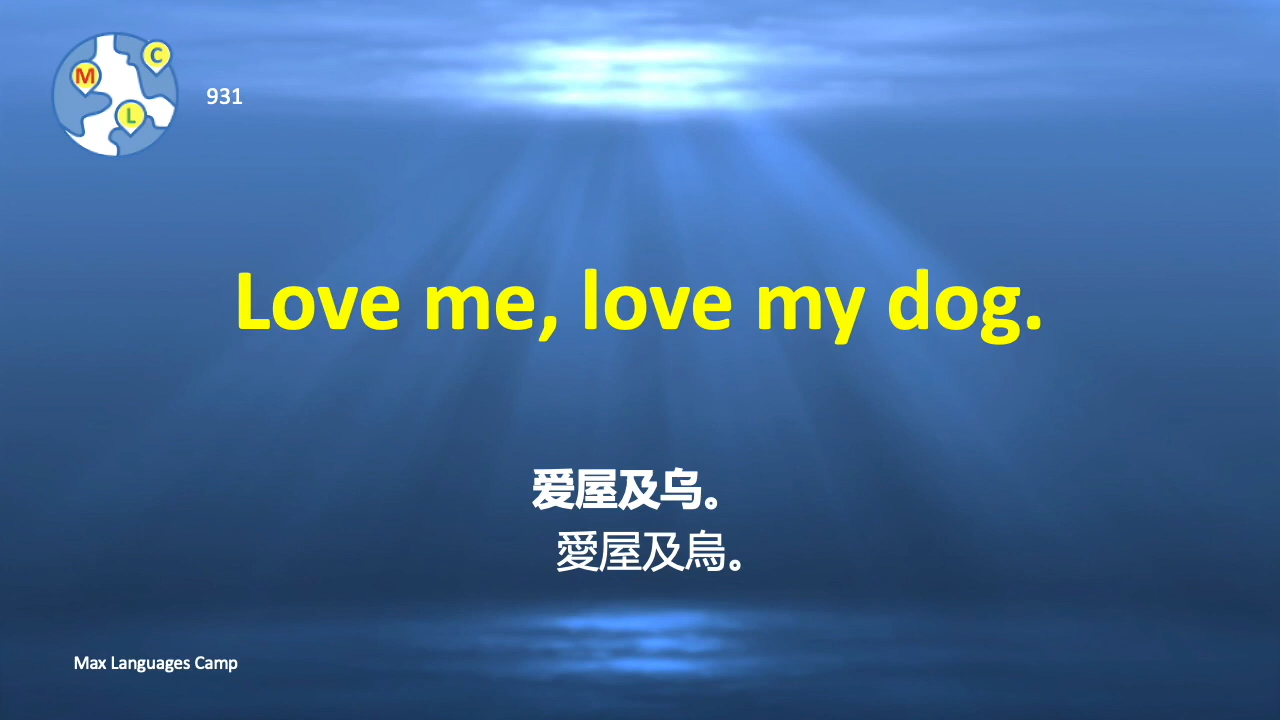 C
M
L
931
Love me, love my dog.
爱屋及乌。
愛屋及烏。
Max Languages Camp